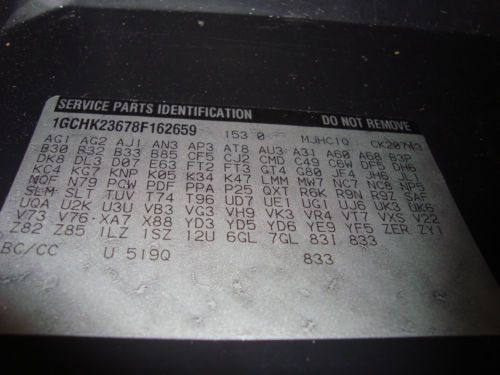 SERVICE PARTS IDENTIFICATION DO NOT REMOVE
1GCHK23678F162659 153 0 MJHC1Q CK20743
AG1 AG2 AJ1 AN3 AP3 AT8 AU3 A31 A60 A68 B3P
B30 R32 B33 B85 CF5 CJ2 CMD C49 C6W DF5 DH6
DK8 DL3 D07 E63 FT2 FT3 GT4 G80 JF4 JH6
KC4 KG7 KNP K05 K34 K47 LMM MW7 NC7 NC8 NP5
NQF N79 PCW PDF PPA P25 QXT R6K R9N R97 SAF
SLM SLT TUV T74 T96 UD7 UE1 UG1 UJ6 UK3 UK6
UQA U2K U3U VB3 VG3 VH9 VK3 VR4 VT7 VXS V22
V73 V76 XA7 X88 YD3 YD5 YD6 YE9 YF5 ZER ZY1
Z82 Z85 1LZ 1SZ 12U 6GL 7GL 83I 833
BC/CC U 519Q 833